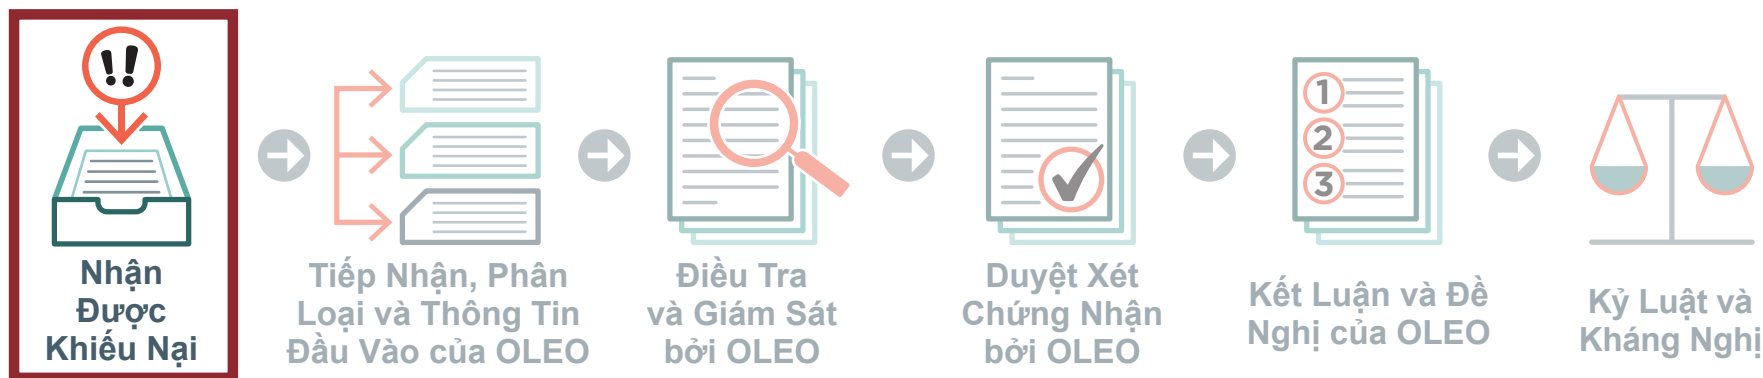 !!
Nhận
Được
Khiếu Nại
Tiếp Nhận, Phân
Loại và Thông Tin
Đầu Vào của OLEO
Điều Tra
và Giám Sát
bởi OLEO
Duyệt Xét
Chứng Nhận
bởi OLEO
1
2
3
Kết Luận và Đề
Nghị của OLEO
Kỷ Luật và
Kháng Nghị